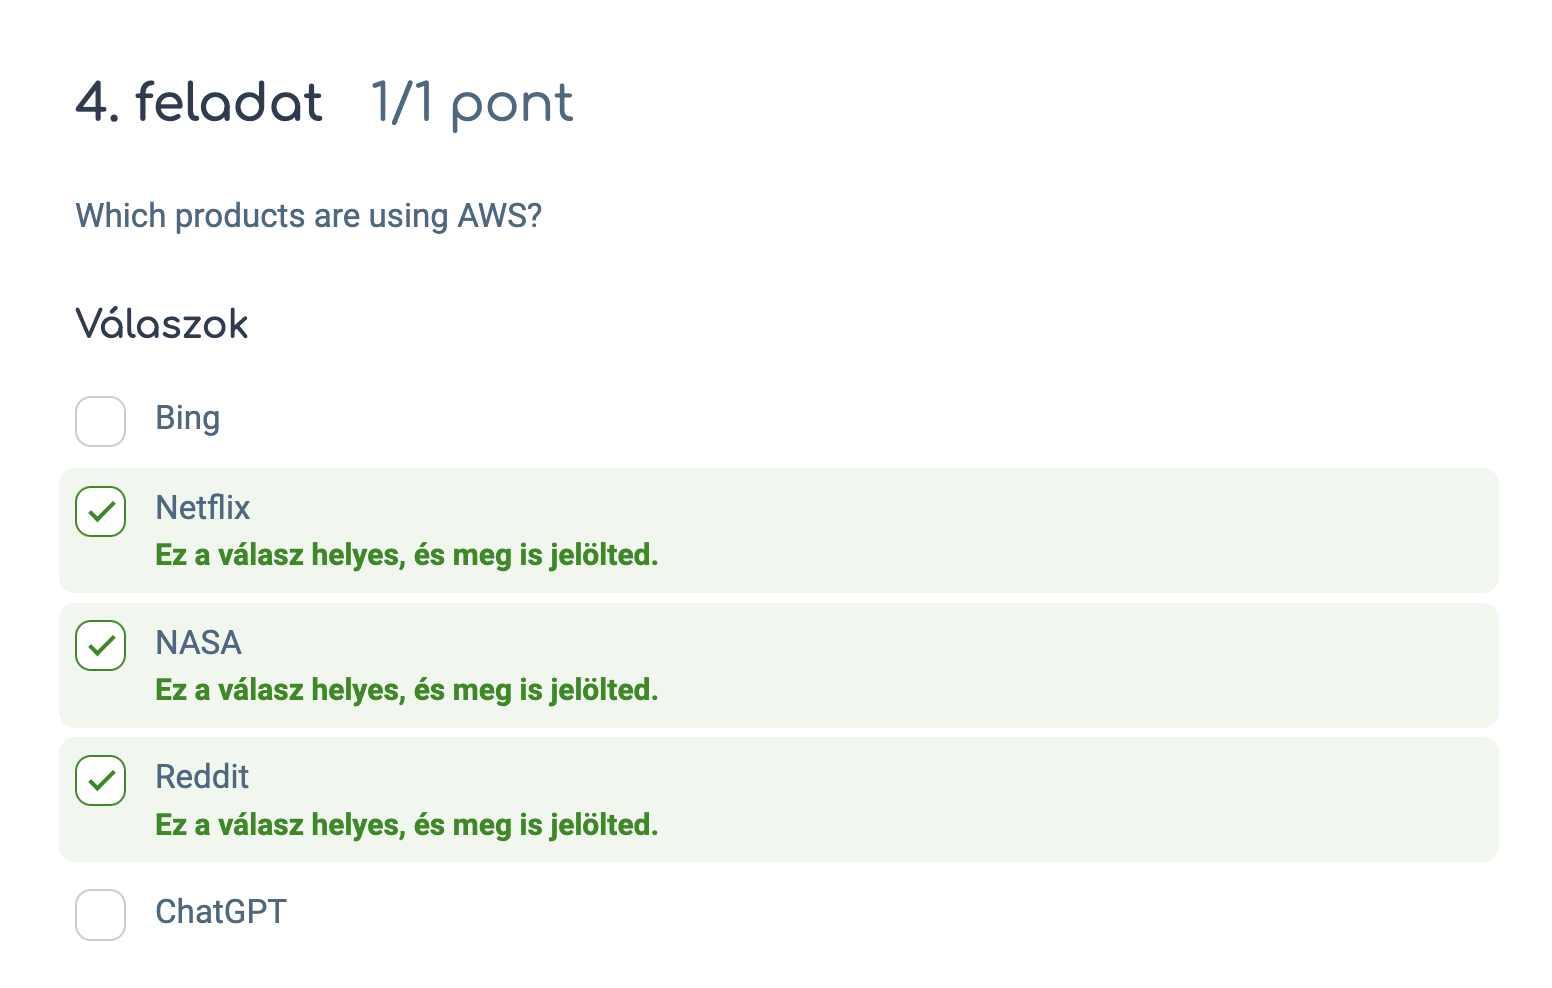 4. feladat 1/1 pont
Which products are using AWS?
Válaszok
Bing
Netflix
Ez a válasz helyes, és meg is jelölted.
NASA
Ez a válasz helyes, és meg is jelölted.
Reddit
Ez a válasz helyes, és meg is jelölted.
ChatGPT